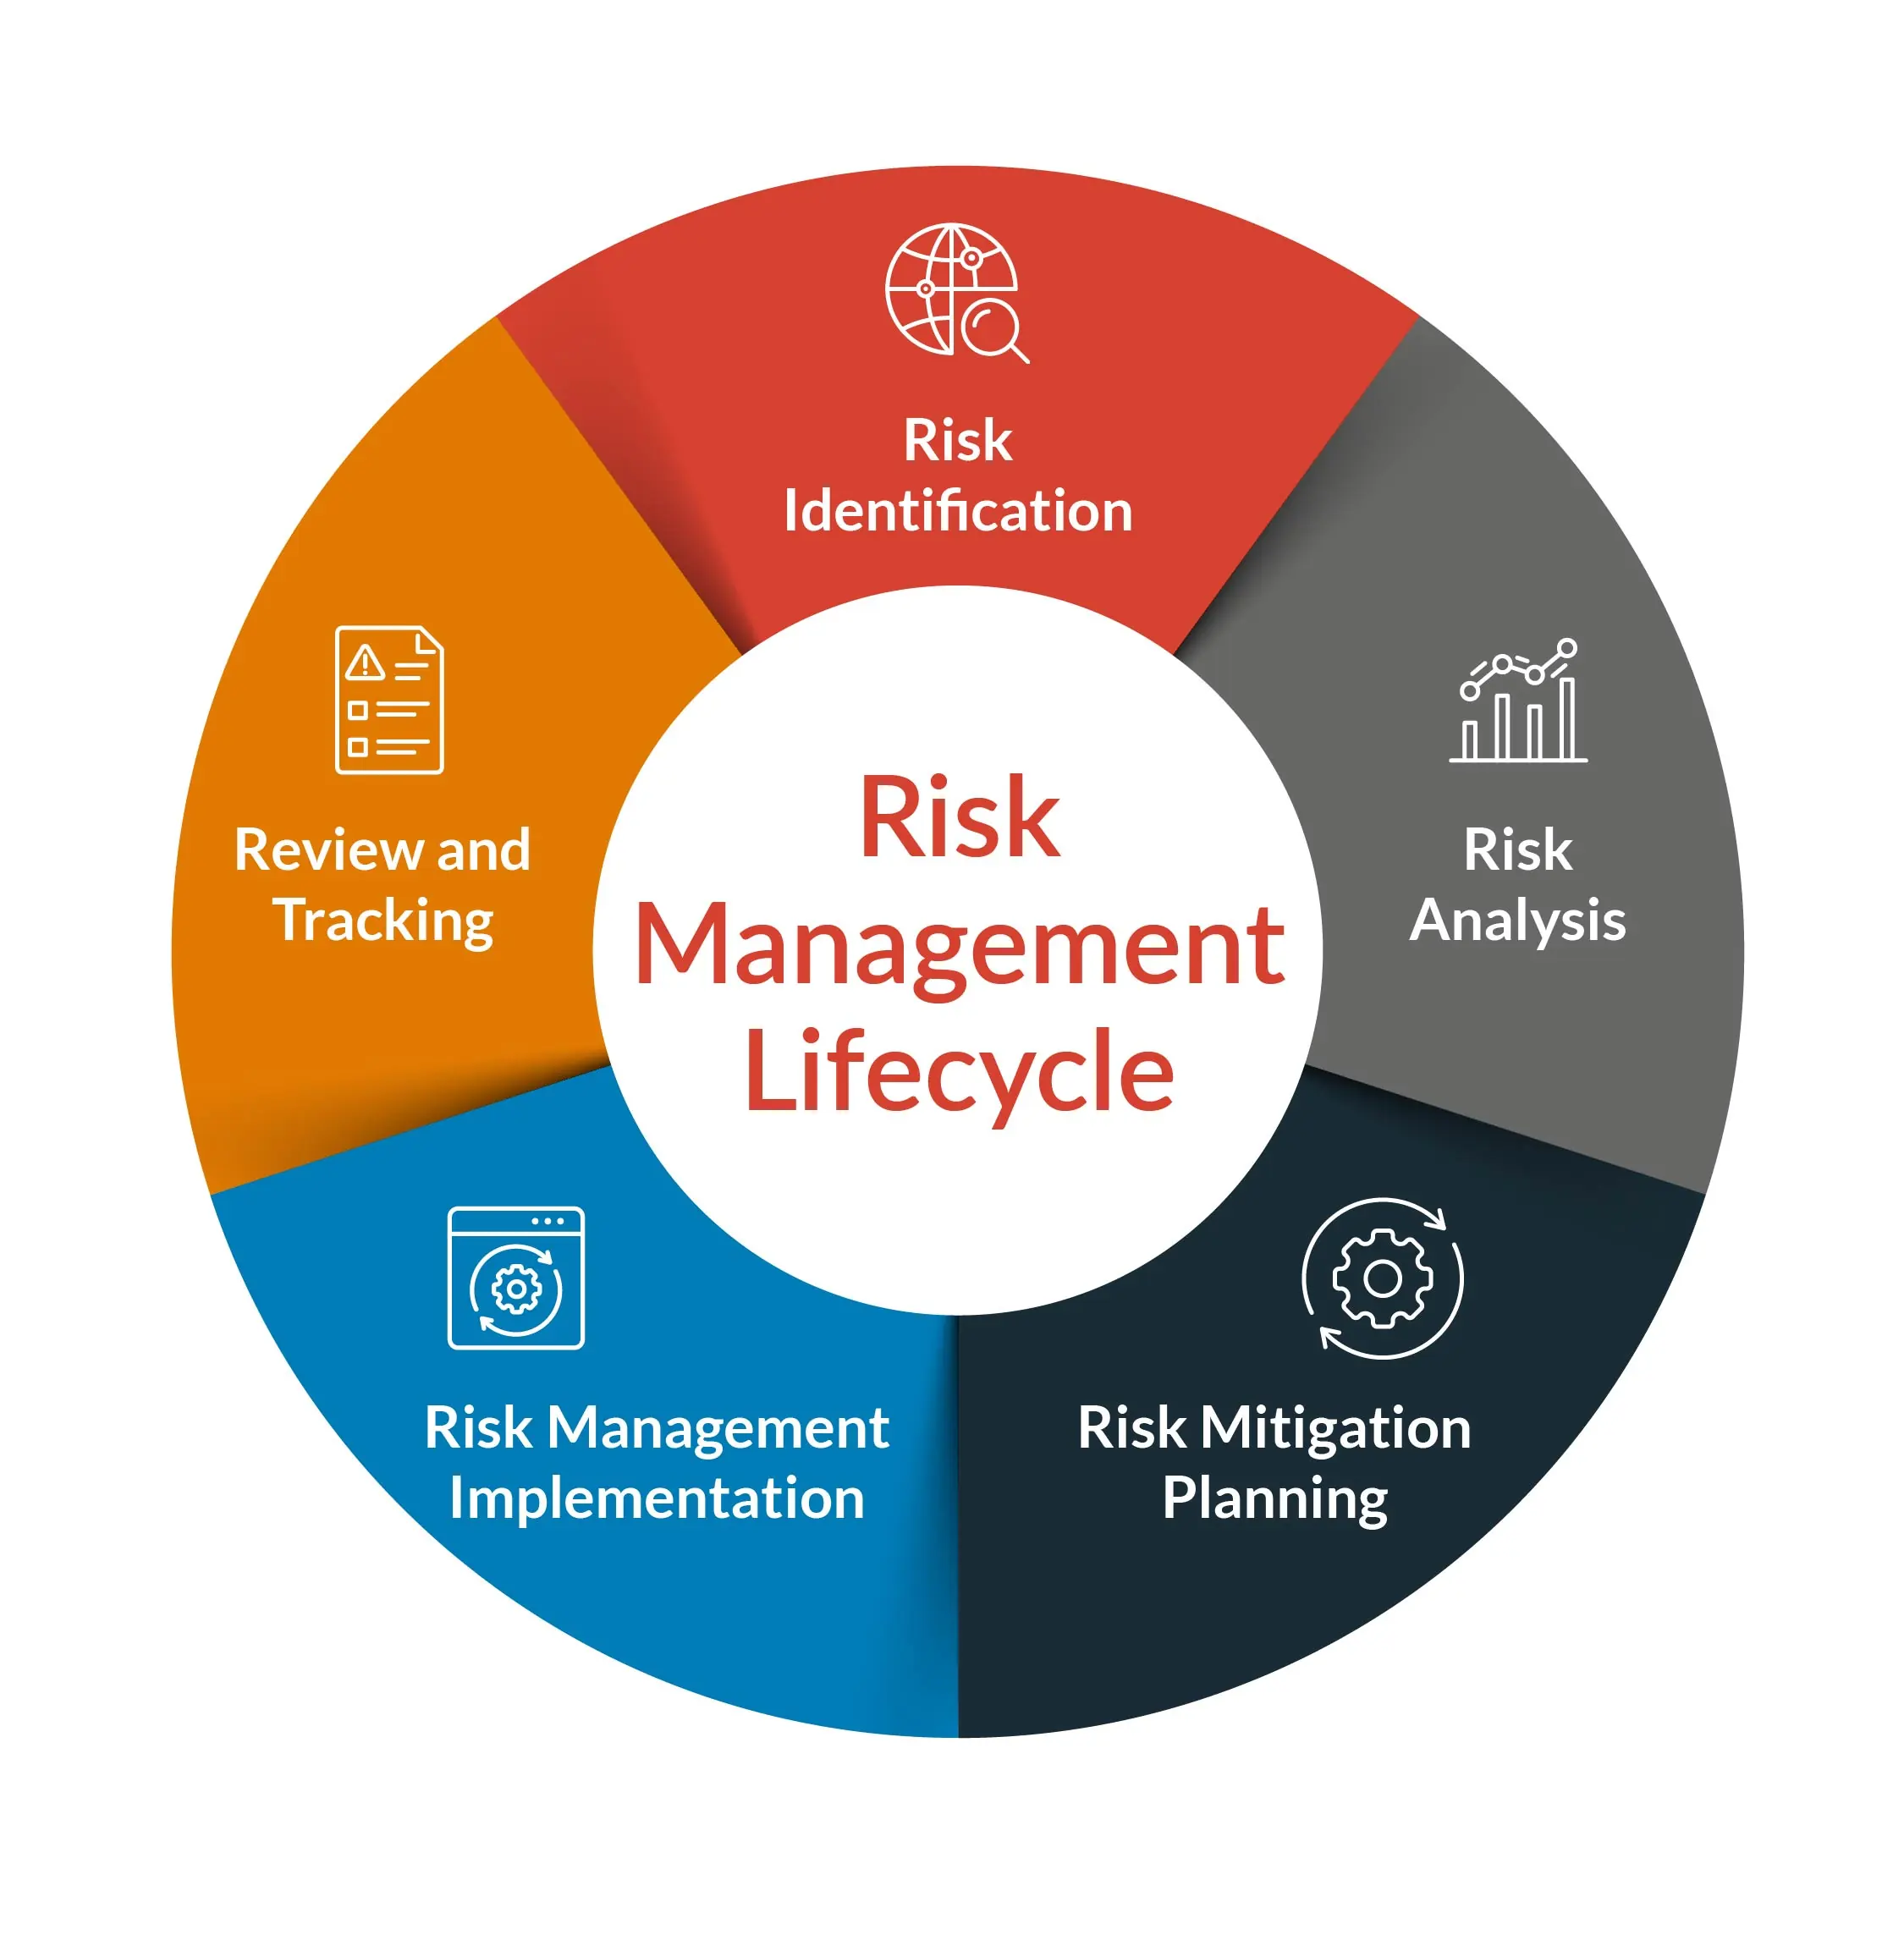 Risk
Identification
Risk
Analysis
Risk Mitigation
Planning
Risk Management
Implementation
Review and
Tracking
Risk
Management
Lifecycle